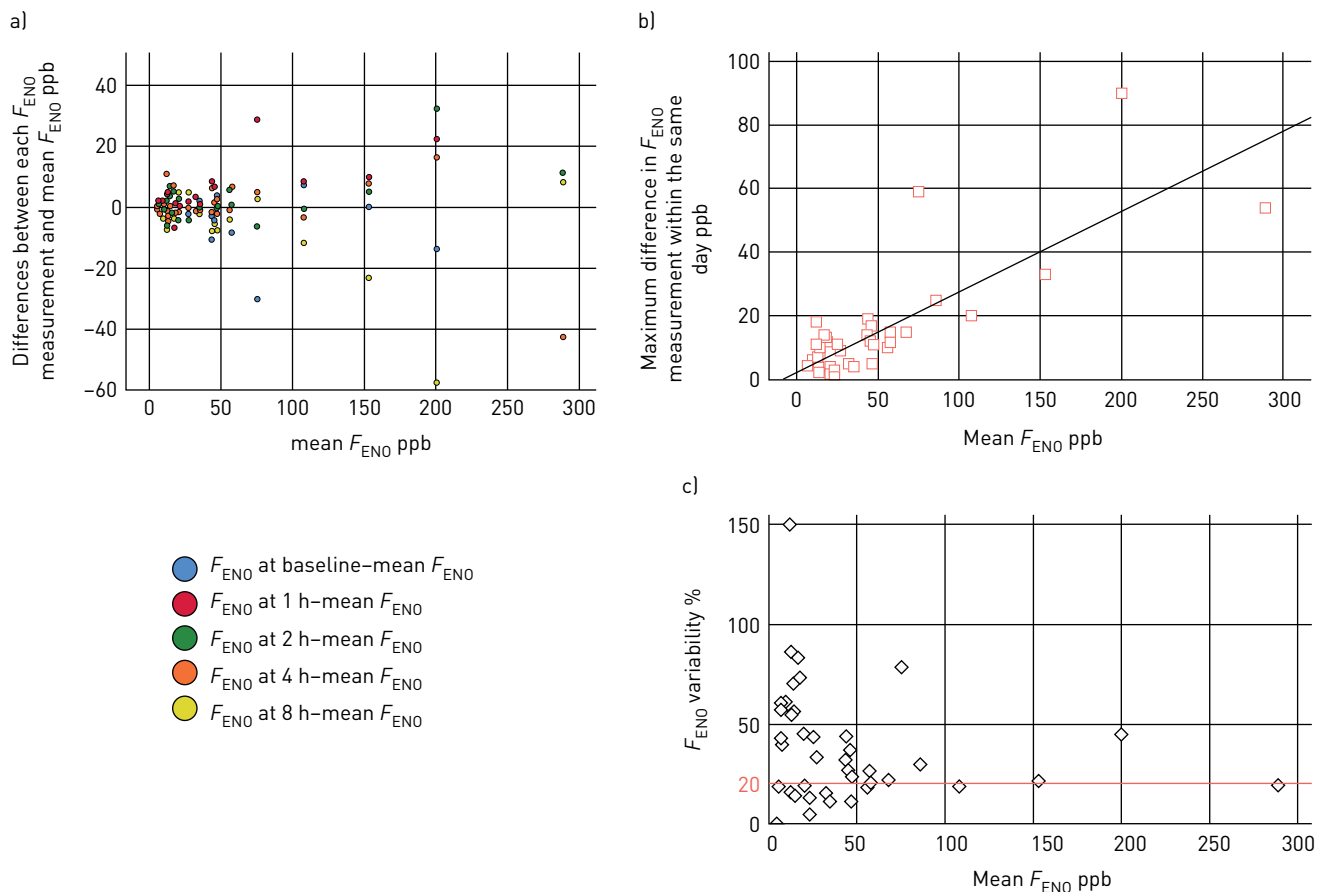 a)
Differences between each FENO
measurement and mean FENO ppb
40
20
0
−20
−40
−60
0 50 100 150 200 250 300
mean FENO ppb
b)
Maximum difference in FENO
measurement within the same
day ppb
100
80
60
40
20
0
0 50 100 150 200 250 300
Mean FENO ppb
FENO at baseline–mean FENO
FENO at 1 h–mean FENO
FENO at 2 h–mean FENO
FENO at 4 h–mean FENO
FENO at 8 h–mean FENO
c)
FENO variability %
150
100
50
20
0
0 50 100 150 200 250 300
Mean FENO ppb